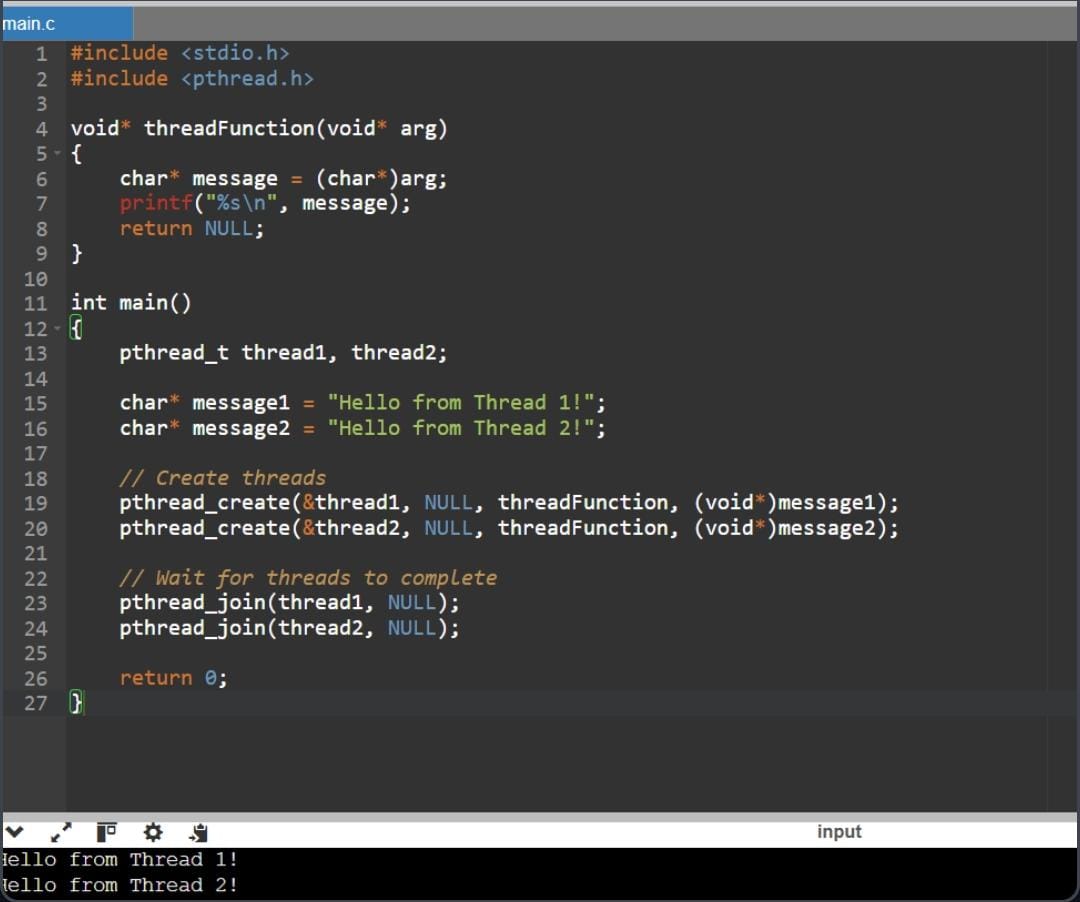 main.c
1 #include <stdio.h>
2 #include <pthread.h>
3
4 void* threadFunction(void* arg)
5 {
6     char* message = (char*)arg;
7     printf("%s\n", message);
8     return NULL;
9 }
10
11 int main()
12 {
13     pthread_t thread1, thread2;
14
15     char* message1 = "Hello from Thread 1!";
16     char* message2 = "Hello from Thread 2!";
17
18     // Create threads
19     pthread_create(&thread1, NULL, threadFunction, (void*)message1);
20     pthread_create(&thread2, NULL, threadFunction, (void*)message2);
21
22     // Wait for threads to complete
23     pthread_join(thread1, NULL);
24     pthread_join(thread2, NULL);
25
26     return 0;
27 }
input
Hello from Thread 1!
Hello from Thread 2!